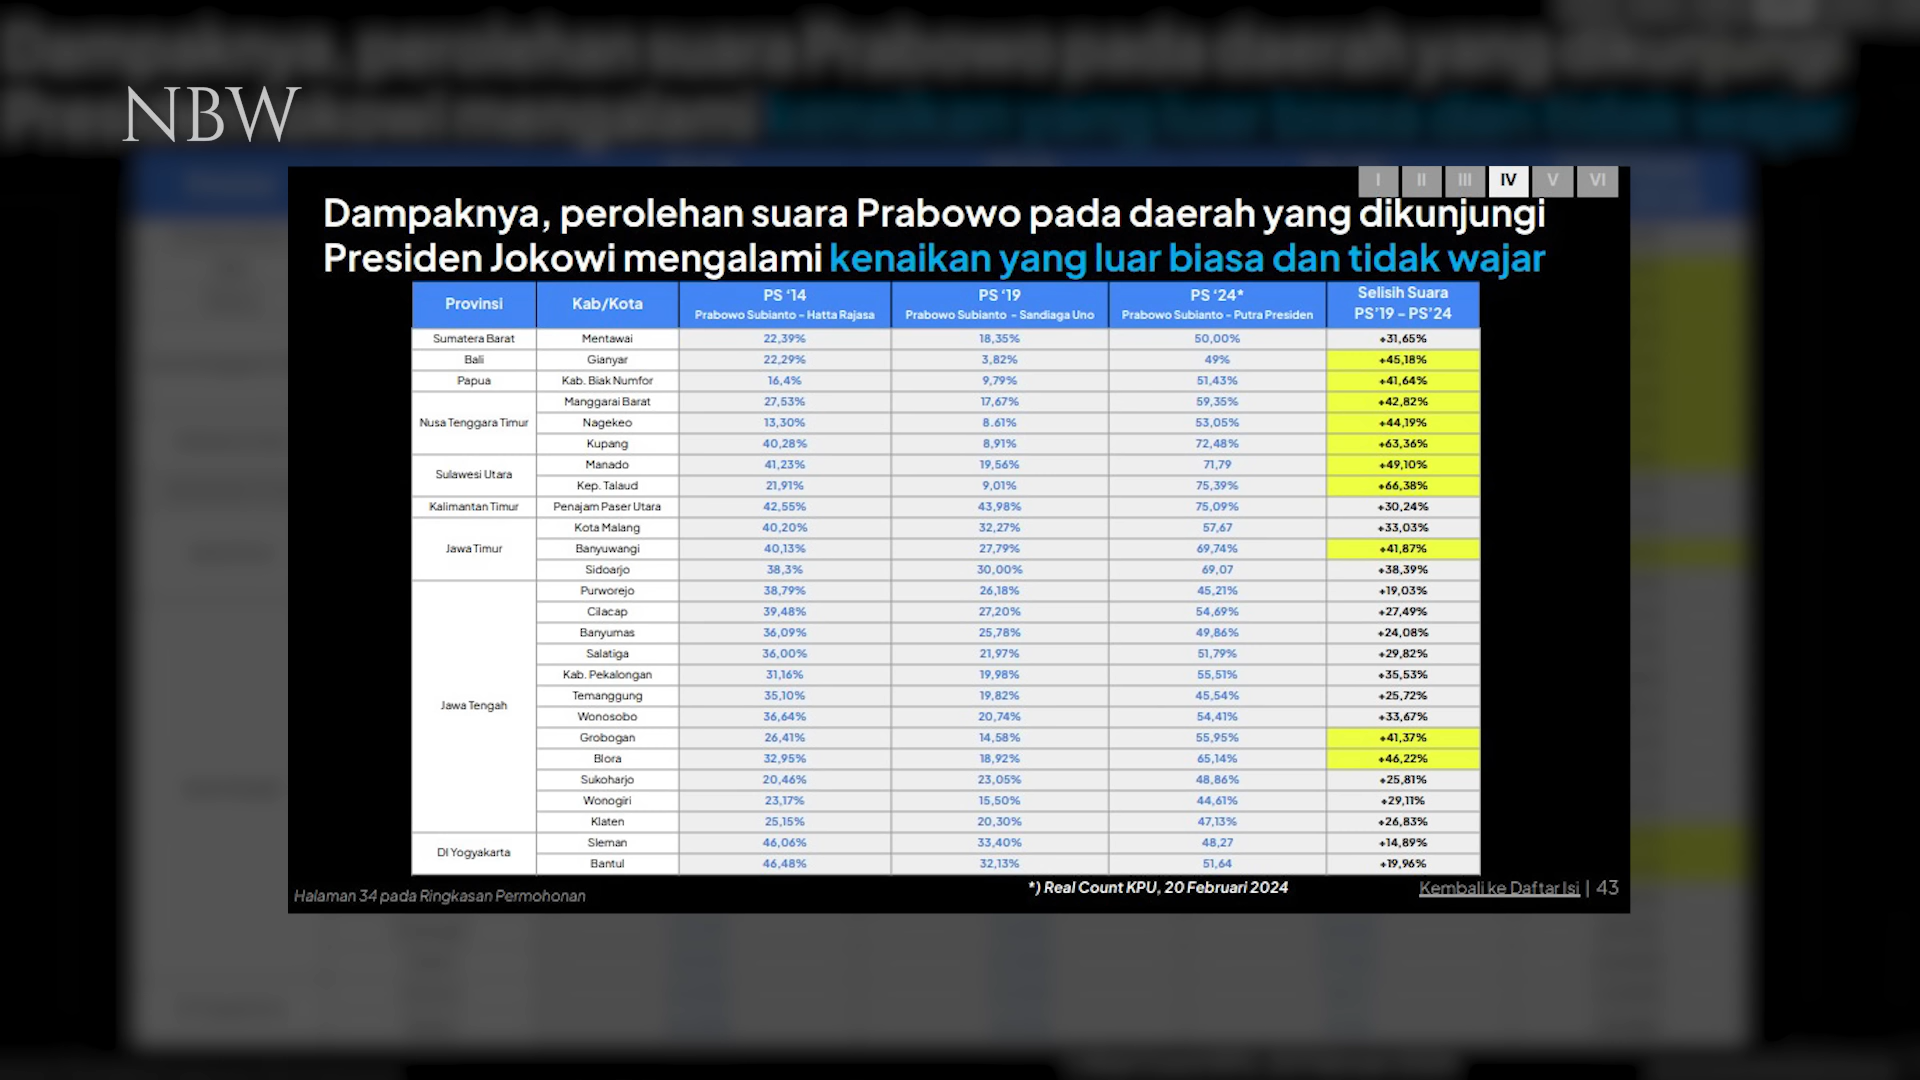 NBW
I II III IV V VI
Dampaknya, perolehan suara Prabowo pada daerah yang dikunjungi
Presiden Jokowi mengalami kenaikan yang luar biasa dan tidak wajar
Provinsi Kab/Kota PS ‘14 PS ‘19 PS ‘24* Selisih Suara
Prabowo Subianto – Hatta Rajasa Prabowo Subianto - Sandiaga Uno Prabowo Subianto – Putra Presiden PS’19 – PS’24
Sumatera Barat Mentawai 22,39% 18,35% 50,00% +31,65%
Bali Gianyar 22,29% 3,82% 49% +45,18%
Papua Kab. Biak Numfor 16,4% 9,79% 51,43% +41,64%
Manggarai Barat 27,53% 17,67% 59,35% +42,82%
Nusa Tenggara Timur Nagekeo 13,30% 8.61% 53,05% +44,19%
Kupang 40,28% 8,91% 72,48% +63,36%
Sulawesi Utara Manado 41,23% 19,56% 71,79 +49,10%
Kep. Talaud 21,91% 9,01% 75,39% +66,38%
Kalimantan Timur Penajam Paser Utara 42,55% 43,98% 75,09% +30,24%
Kota Malang 40,20% 32,27% 57,67 +33,03%
Jawa Timur Banyuwangi 40,13% 27,79% 69,74% +41,87%
Sidoarjo 38,3% 30,00% 69,07 +38,39%
Purworejo 38,79% 26,18% 45,21% +19,03%
Cilacap 39,48% 27,20% 54,69% +27,49%
Banyumas 36,09% 25,78% 49,86% +24,08%
Salatiga 36,00% 21,97% 51,79% +29,82%
Kab. Pekalongan 31,16% 19,98% 55,51% +35,53%
Temanggung 35,10% 19,82% 45,54% +25,72%
Jawa Tengah Wonosobo 36,64% 20,74% 54,41% +33,67%
Grobogan 26,41% 14,58% 55,95% +41,37%
Blora 32,95% 18,92% 65,14% +46,22%
Sukoharjo 20,46% 23,05% 48,86% +25,81%
Wonogiri 23,17% 15,50% 44,61% +29,11%
Klaten 25,15% 20,30% 47,13% +26,83%
DI Yogyakarta Sleman 46,06% 33,40% 48,27 +14,89%
Bantul 46,48% 32,13% 51,64 +19,96%
*) Real Count KPU, 20 Februari 2024
Halaman 34 pada Ringkasan Permohonan
Kembali ke Daftar Isi | 43